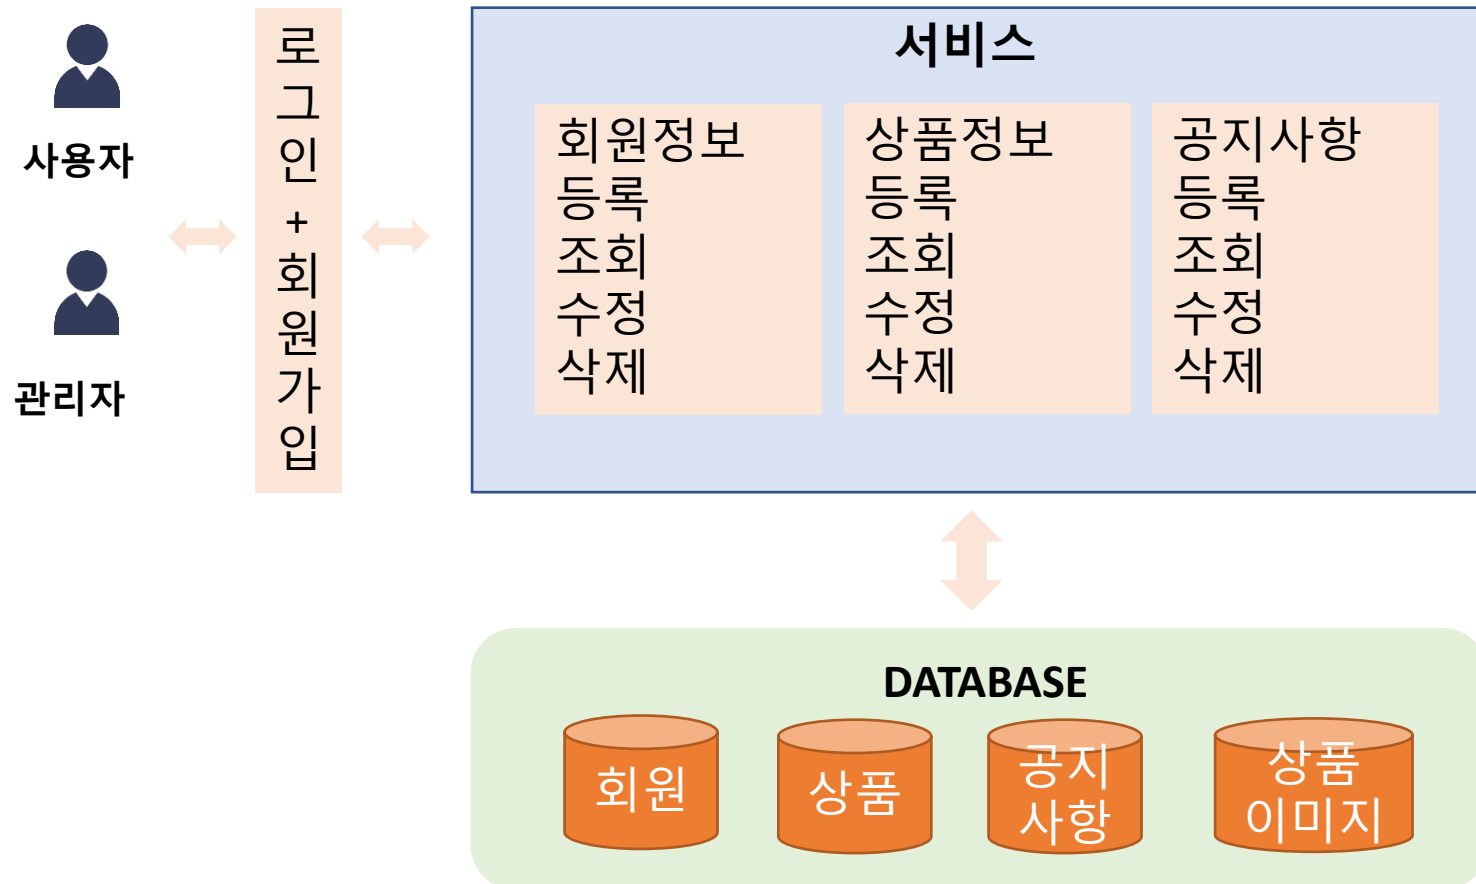 사용자
관리자
로
그
인
+
회
원
가
입
서비스
회원정보
등록
조회
수정
삭제
상품정보
등록
조회
수정
삭제
공지사항
등록
조회
수정
삭제
DATABASE
회원
상품
공지
사항
상품
이미지